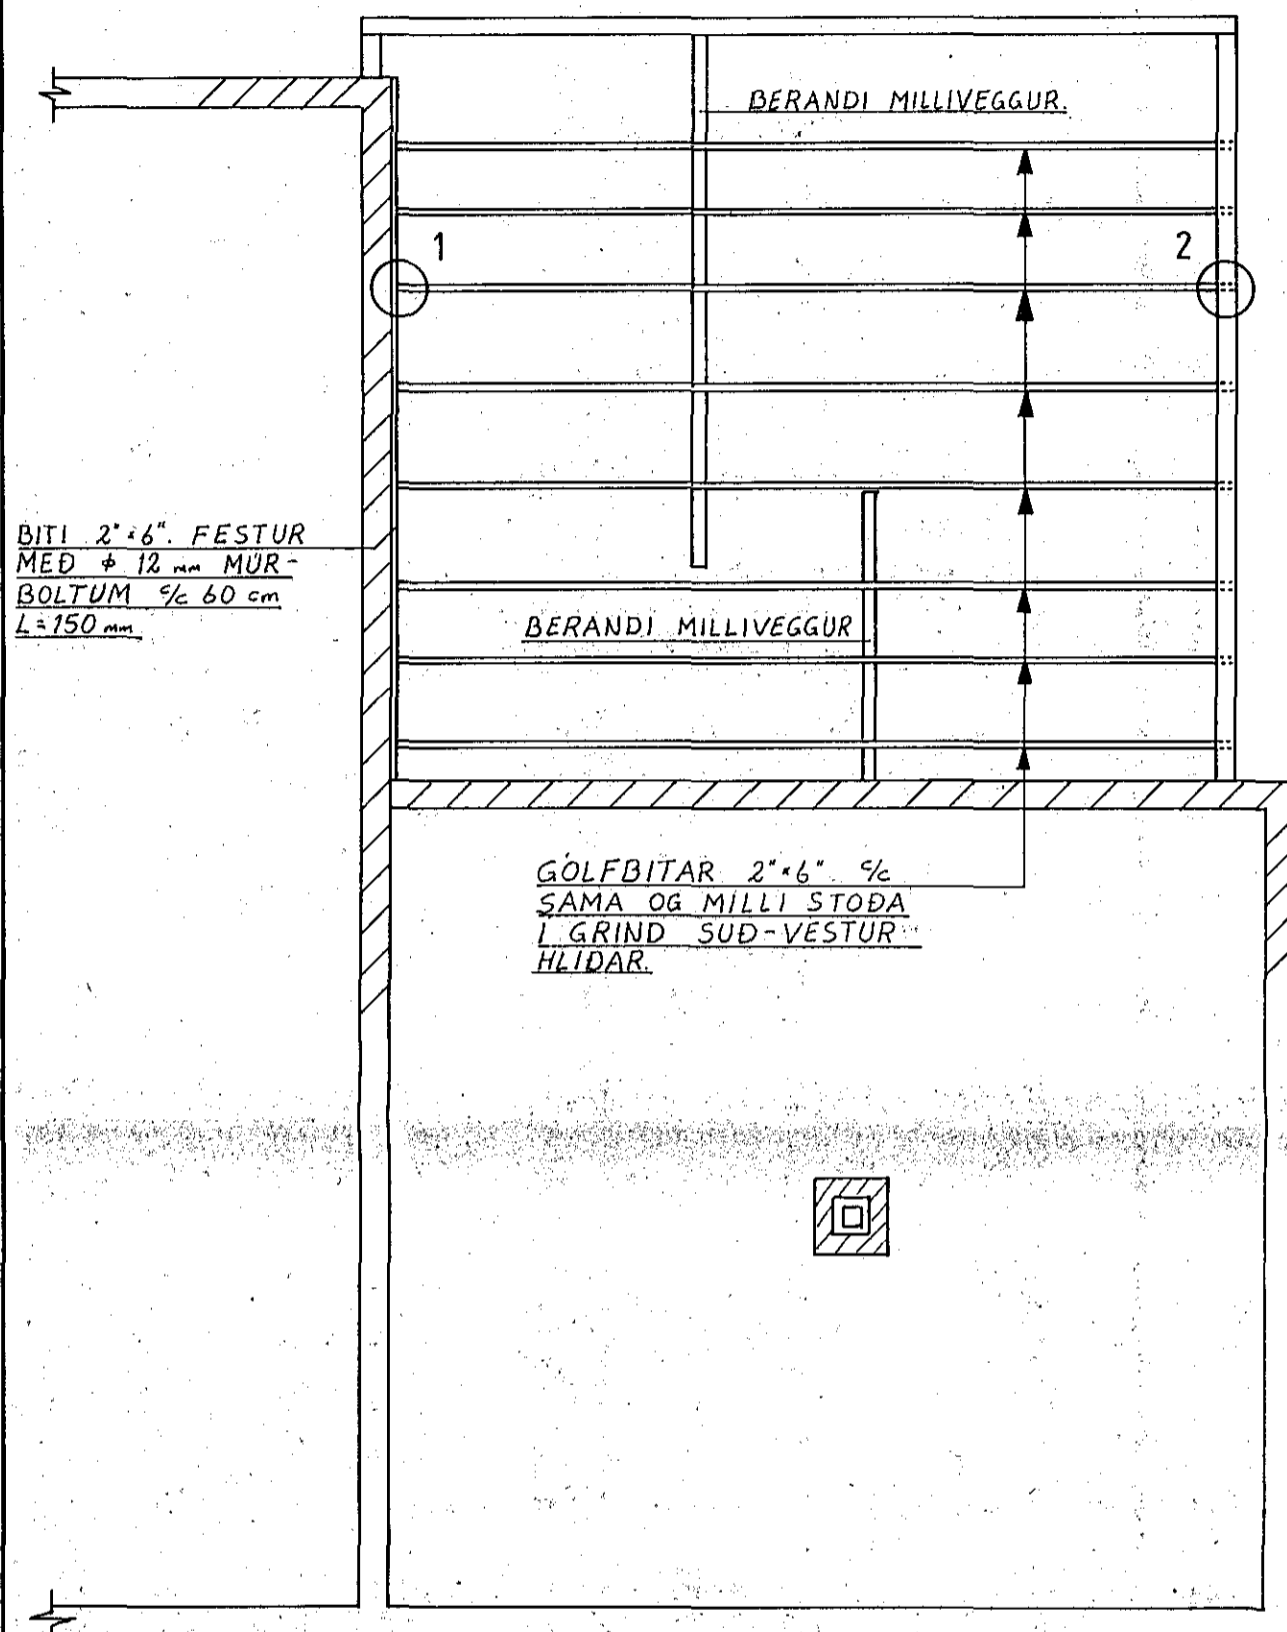 BERANDI MILLIVEGGUR.
1
2
BITI 2"×6". FESTUR
MEÐ ϕ 12 mm MÚR-
BOLTUM c/c 60 cm
L=150 mm
BERANDI MILLIVEGGUR
GÓLFBITAR 2"×6" c/c
SAMA OG MILLI STOÐA
Í GRIND SUÐ-VESTUR
HLIÐAR.